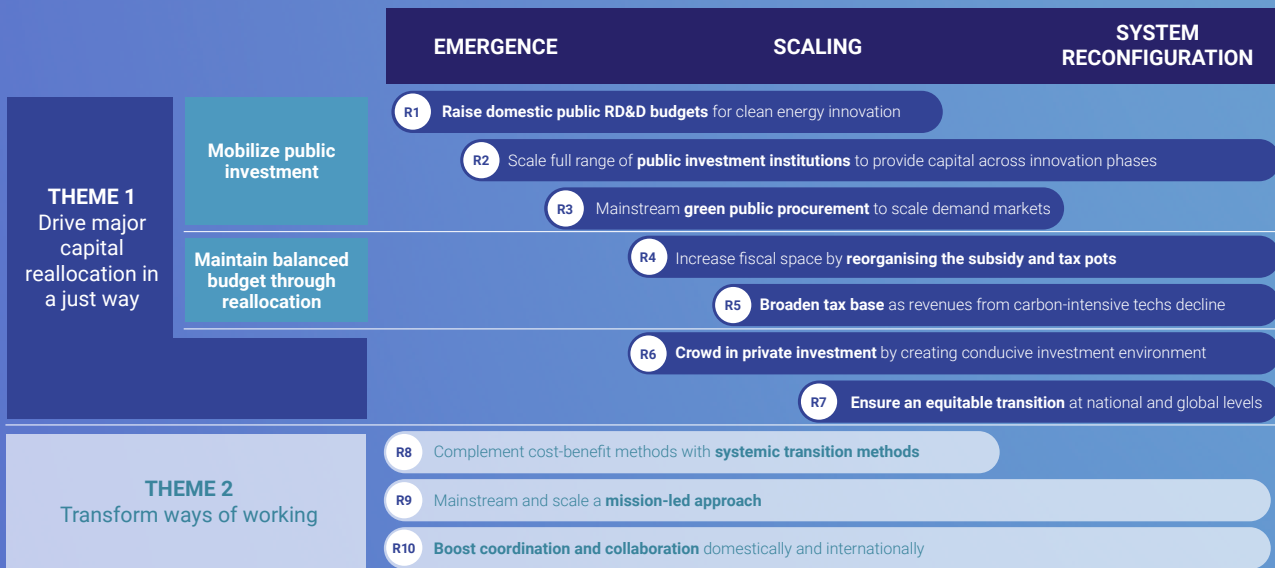 EMERGENCE
SCALING
SYSTEM
RECONFIGURATION
THEME 1
Drive major
capital
reallocation in
a just way
Mobilize public
investment
R1 Raise domestic public RD&D budgets for clean energy innovation
R2 Scale full range of public investment institutions to provide capital across innovation phases
R3 Mainstream green public procurement to scale demand markets
Maintain balanced
budget through
reallocation
R4 Increase fiscal space by reorganising the subsidy and tax pots
R5 Broaden tax base as revenues from carbon-intensive techs decline
R6 Crowd in private investment by creating conducive investment environment
R7 Ensure an equitable transition at national and global levels
THEME 2
Transform ways of working
R8 Complement cost-benefit methods with systemic transition methods
R9 Mainstream and scale a mission-led approach
R10 Boost coordination and collaboration domestically and internationally